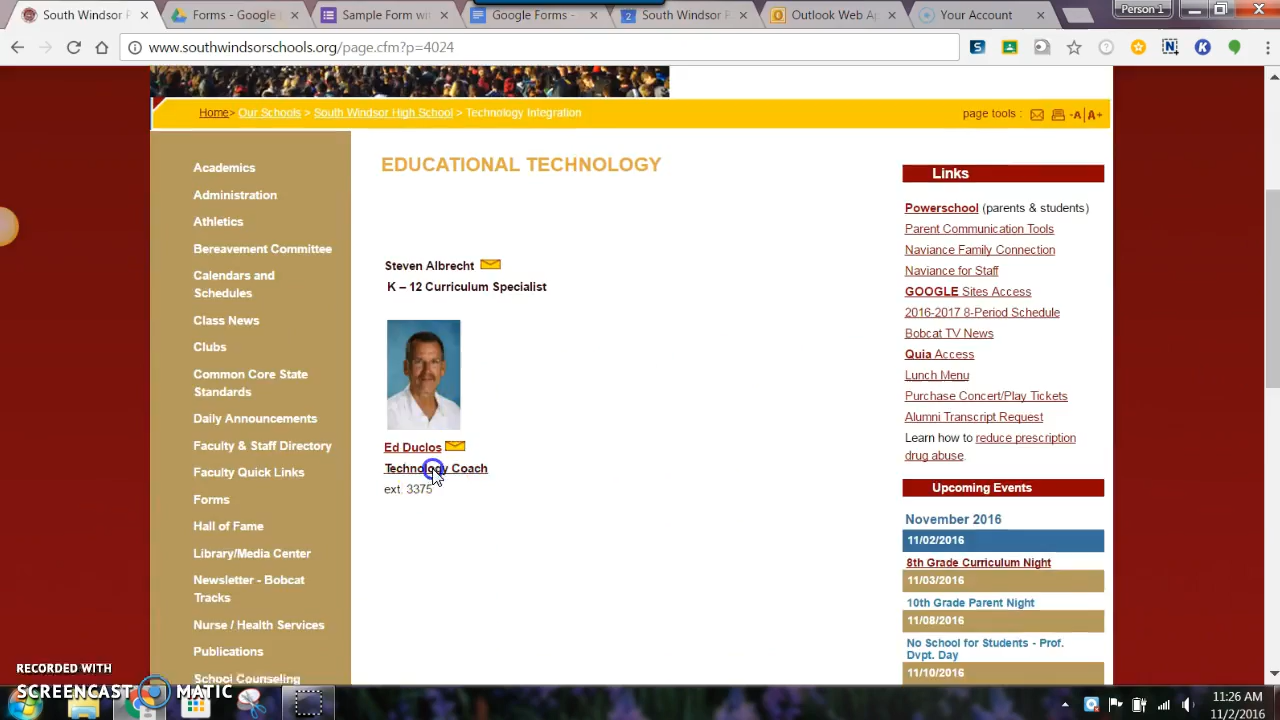 South Windsor R
Sample Form -
Google Forms -
South Windsor P
Outlook Web Ap
Your Account
Person 1
www.southwindsorschools.org/page.cfm?p=4024
Home> Our Schools > South Windsor High School > Technology Integration
page tools : -A | A+
Academics
Administration
Athletics
Bereavement Committee
Calendars and
Schedules
Class News
Clubs
Common Core State
Standards
Daily Announcements
Faculty & Staff Directory
Faculty Quick Links
Forms
Hall of Fame
Library/Media Center
Newsletter - Bobcat
Tracks
Nurse / Health Services
Publications
School Counseling
EDUCATIONAL TECHNOLOGY
Steven Albrecht
K – 12 Curriculum Specialist
Ed Duclos
Technology Coach
ext. 3375
Links
Powerschool (parents & students)
Parent Communication Tools
Naviance Family Connection
Naviance for Staff
GOOGLE Sites Access
2016-2017 8-Period Schedule
Bobcat TV News
Quia Access
Lunch Menu
Purchase Concert/Play Tickets
Alumni Transcript Request
Learn how to reduce prescription
drug abuse.
Upcoming Events
November 2016
11/02/2016
8th Grade Curriculum Night
11/03/2016
10th Grade Parent Night
11/08/2016
No School for Students - Prof.
Dvpt. Day
11/10/2016
RECORDED WITH
SCREENCAST MATIC
11:26 AM
11/2/2016